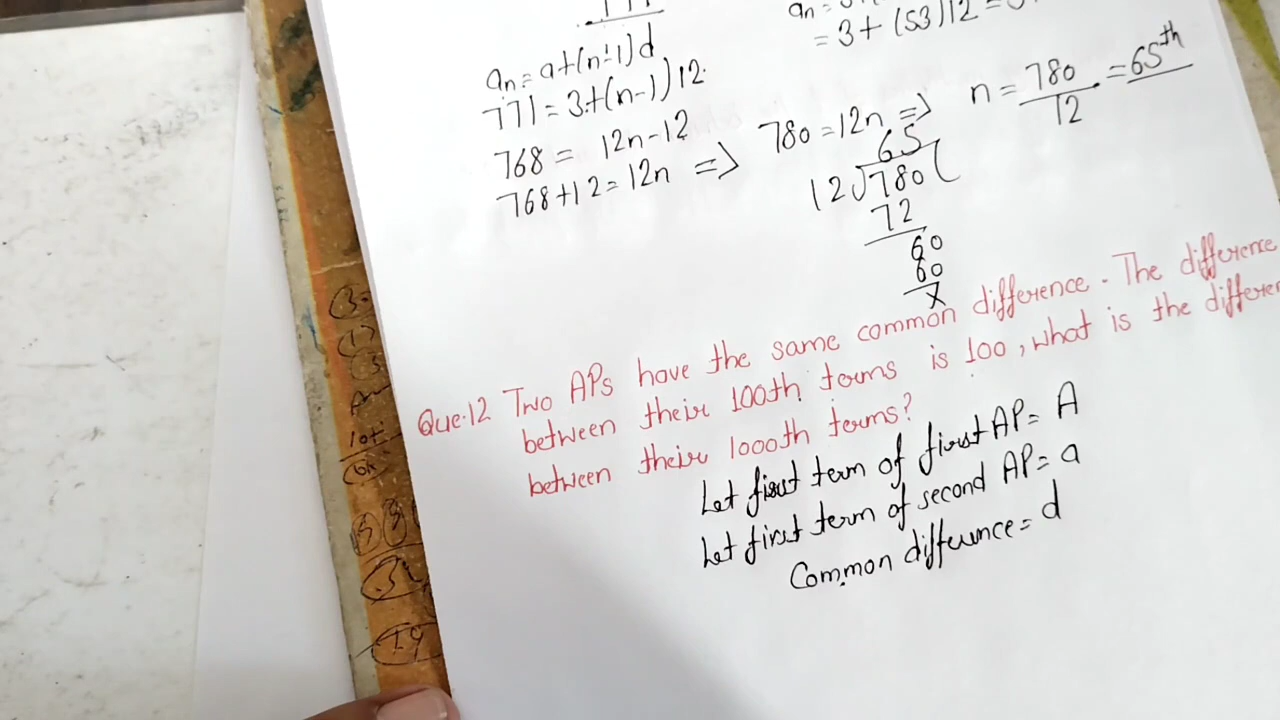 an = a+(n-1)d
771 = 3+(n-1)12
768 = 12n-12
768+12 = 12n => 780 = 12n => n = 780/12 = 65th
= 3+(53)12 =
65
12)780(
72
60
60
x
Que.12 Two APs have the same common difference. The difference
between their 100th terms is 100, what is the
between their 1000th terms?
Let first term of first AP = A
Let first term of second AP = a
Common difference = d